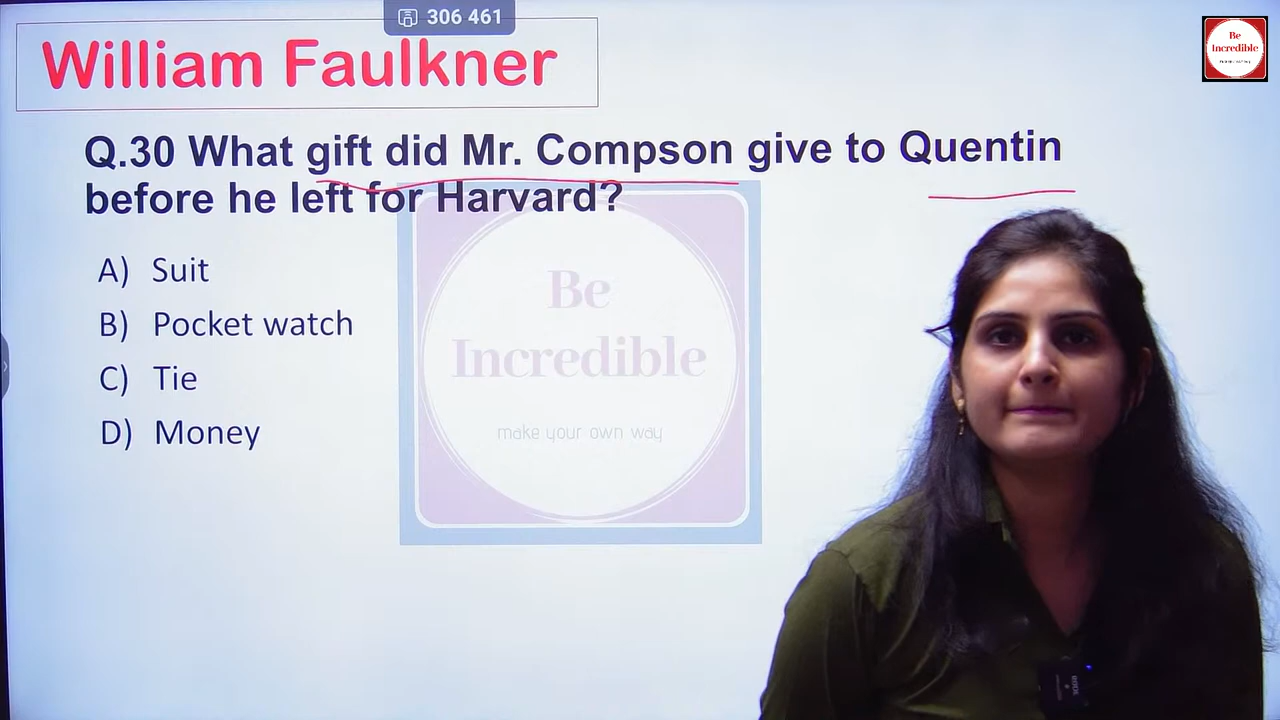 306 461
William Faulkner
Be
Incredible
Q.30 What gift did Mr. Compson give to Quentin
before he left for Harvard?
A) Suit
B) Pocket watch
C) Tie
D) Money
Be
Incredible
make your own way